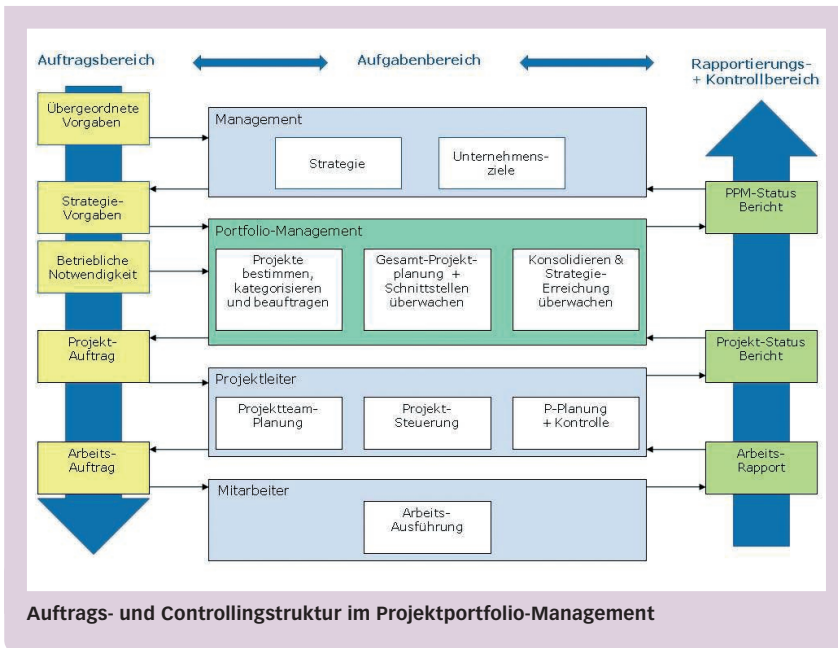 Auftragsbereich
Aufgabenbereich
Rapportierungs-
+ Kontrollbereich
Übergeordnete
Vorgaben
Management
Strategie
Unternehmens-
ziele
Strategie-
Vorgaben
PPM-Status
Bericht
Portfolio-Management
Betriebliche
Notwendigkeit
Projekte
bestimmen,
kategorisieren
und beauftragen
Gesamt-Projekt-
planung +
Schnittstellen
überwachen
Konsolidieren &
Strategie-
Erreichung
überwachen
Projekt-
Auftrag
Projekt-Status
Bericht
Projektleiter
Projektteam-
Planung
Projekt-
Steuerung
P-Planung
+ Kontrolle
Arbeits-
Auftrag
Arbeits-
Rapport
Mitarbeiter
Arbeits-
Ausführung
Auftrags- und Controllingstruktur im Projektportfolio-Management